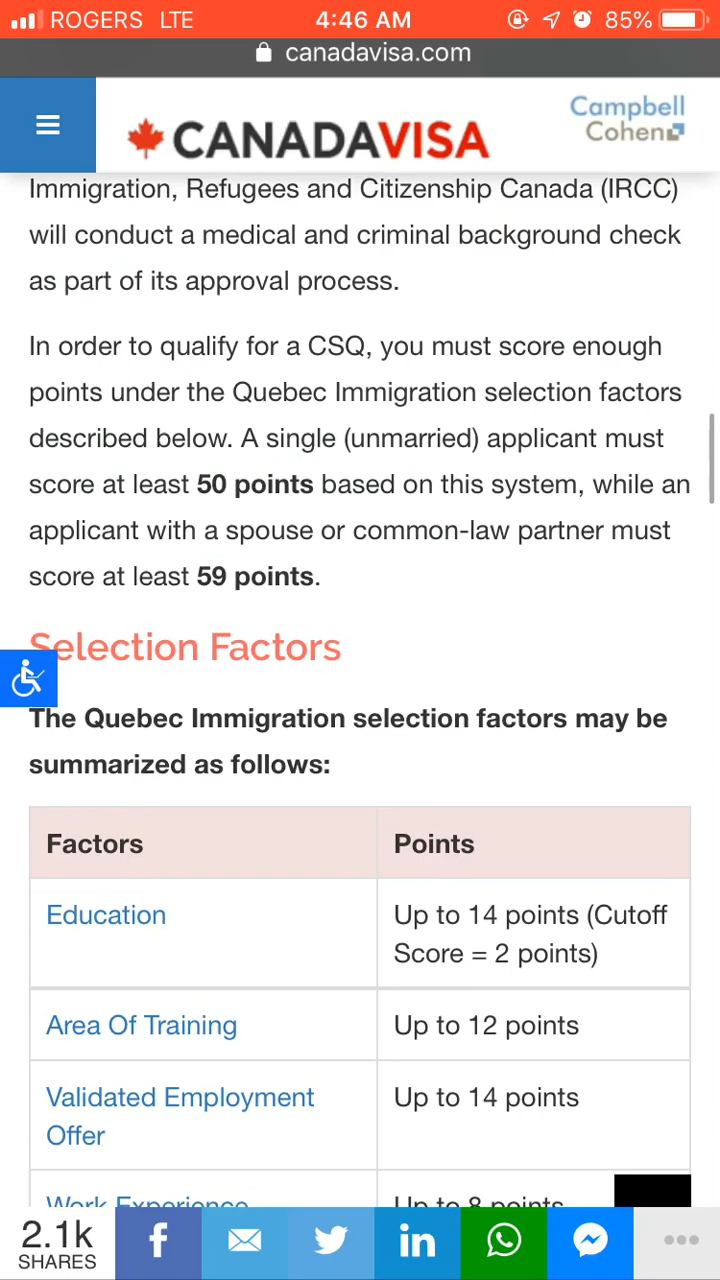 ROGERS LTE 4:46 AM 85%
canadavisa.com
CANADAVISA
Campbell
Cohen
Immigration, Refugees and Citizenship Canada (IRCC)
will conduct a medical and criminal background check
as part of its approval process.
In order to qualify for a CSQ, you must score enough
points under the Quebec Immigration selection factors
described below. A single (unmarried) applicant must
score at least 50 points based on this system, while an
applicant with a spouse or common-law partner must
score at least 59 points.
Selection Factors
The Quebec Immigration selection factors may be
summarized as follows:
Factors Points
Education Up to 14 points (Cutoff
Score = 2 points)
Area Of Training Up to 12 points
Validated Employment Up to 14 points
Offer
Work Experience Up to 8 points
2.1k
SHARES